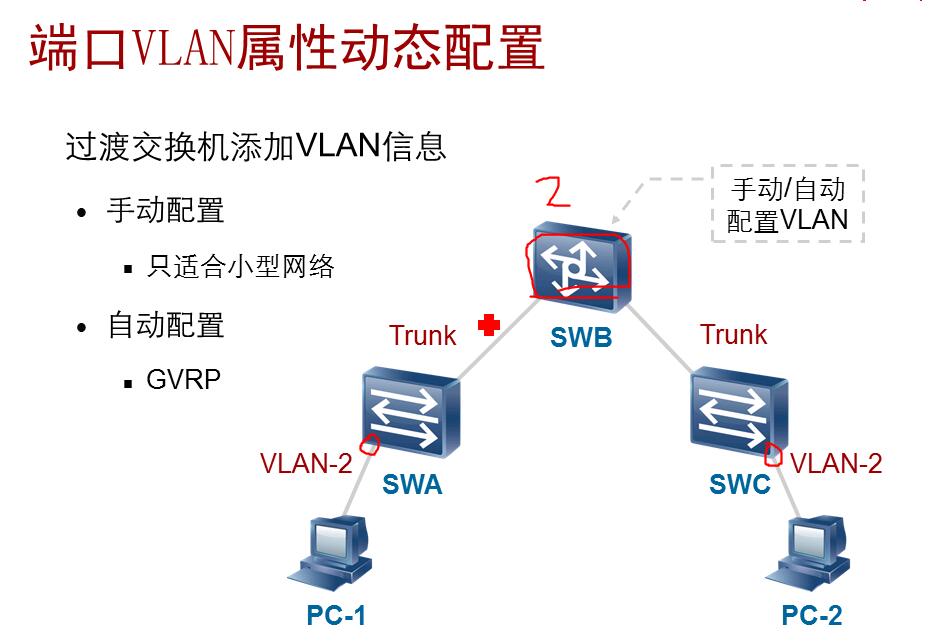 端口VLAN属性动态配置
过渡交换机添加VLAN信息
• 手动配置
▪ 只适合小型网络
• 自动配置
▪ GVRP
2
手动/自动
配置VLAN
SWB
Trunk
Trunk
VLAN-2
SWA
SWC
VLAN-2
PC-1
PC-2